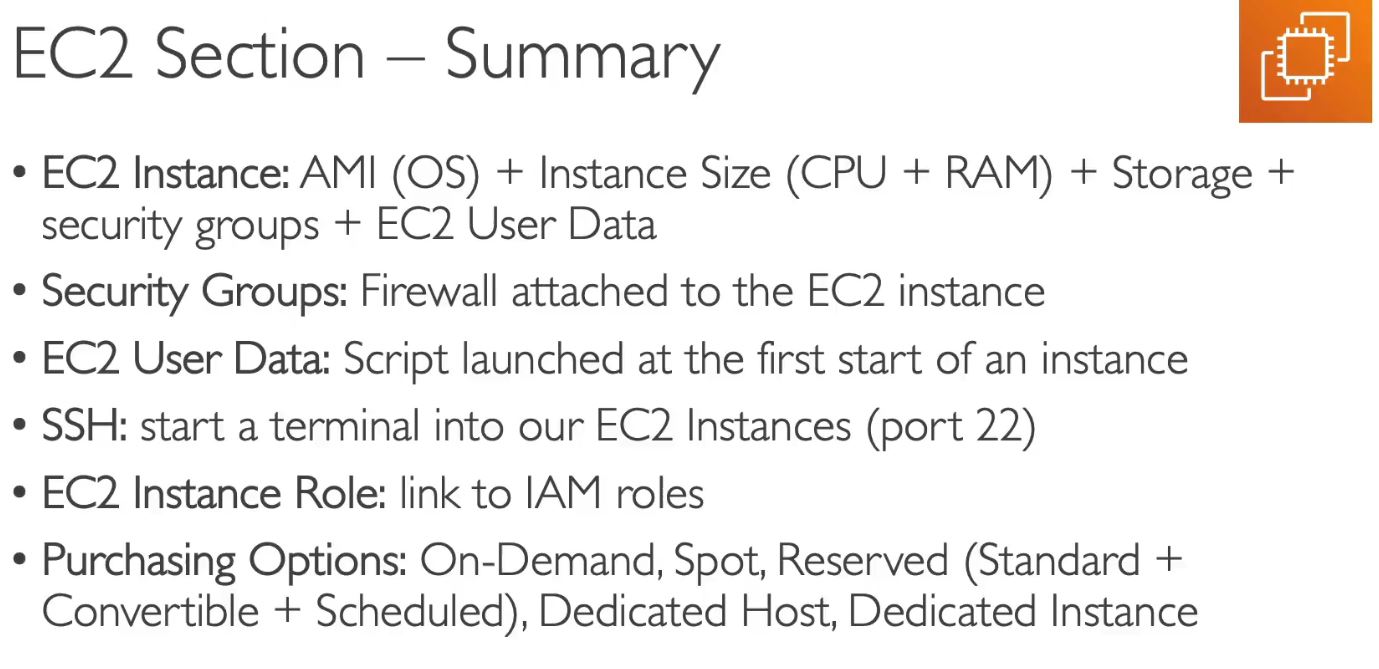 EC2 Section – Summary
• EC2 Instance: AMI (OS) + Instance Size (CPU + RAM) + Storage +
security groups + EC2 User Data
• Security Groups: Firewall attached to the EC2 instance
• EC2 User Data: Script launched at the first start of an instance
• SSH: start a terminal into our EC2 Instances (port 22)
• EC2 Instance Role: link to IAM roles
• Purchasing Options: On-Demand, Spot, Reserved (Standard +
Convertible + Scheduled), Dedicated Host, Dedicated Instance